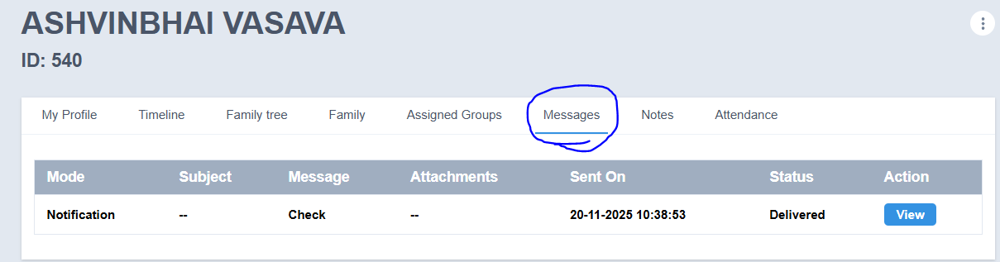 ASHVINBHAI VASAVA
ID: 540
My Profile Timeline Family tree Family Assigned Groups Messages Notes Attendance
Mode Subject Message Attachments Sent On Status Action
Notification -- Check -- 20-11-2025 10:38:53 Delivered View